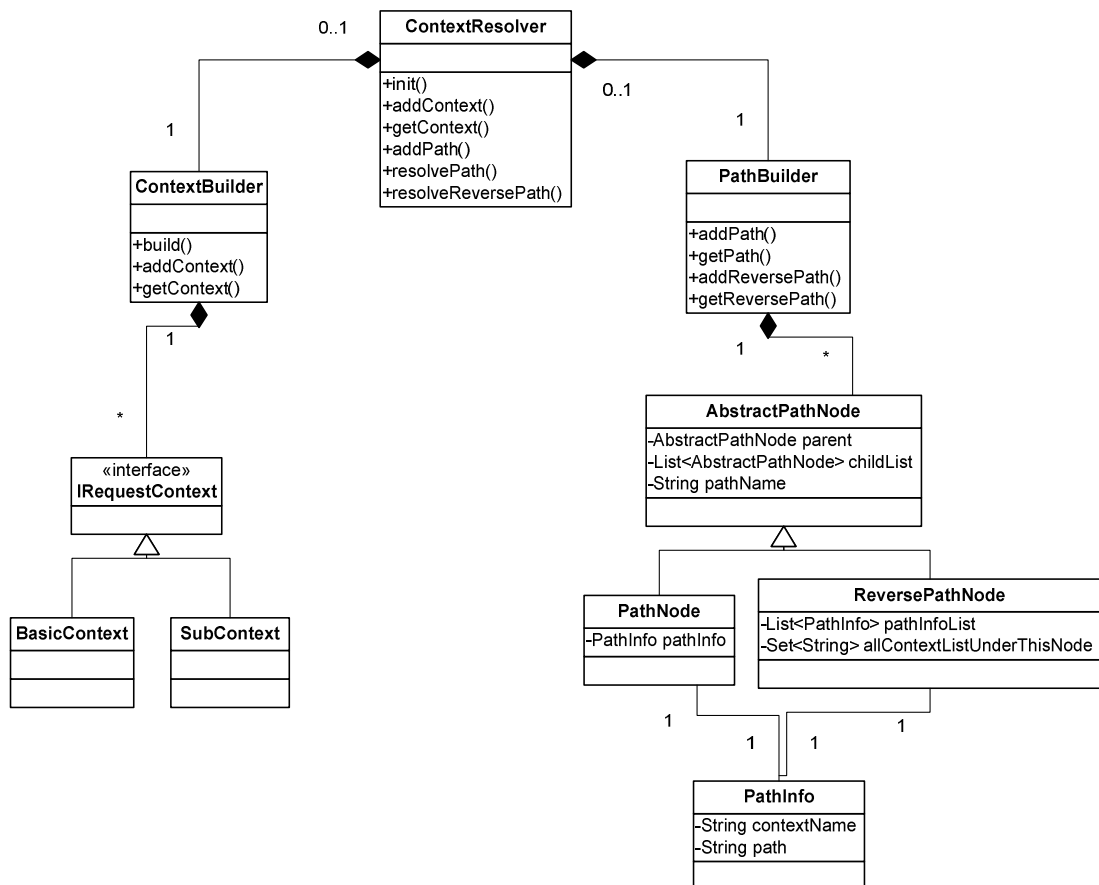 ContextResolver
0..1
+init()
+addContext()
+getContext()
+addPath()
+resolvePath()
+resolveReversePath()
0..1
1
1
ContextBuilder
+build()
+addContext()
+getContext()
PathBuilder
+addPath()
+getPath()
+addReversePath()
+getReversePath()
1
*
1
*
«interface»
IRequestContext
AbstractPathNode
-AbstractPathNode parent
-List<AbstractPathNode> childList
-String pathName
BasicContext
SubContext
PathNode
-PathInfo pathInfo
ReversePathNode
-List<PathInfo> pathInfoList
-Set<String> allContextListUnderThisNode
1
1
1
1
PathInfo
-String contextName
-String path